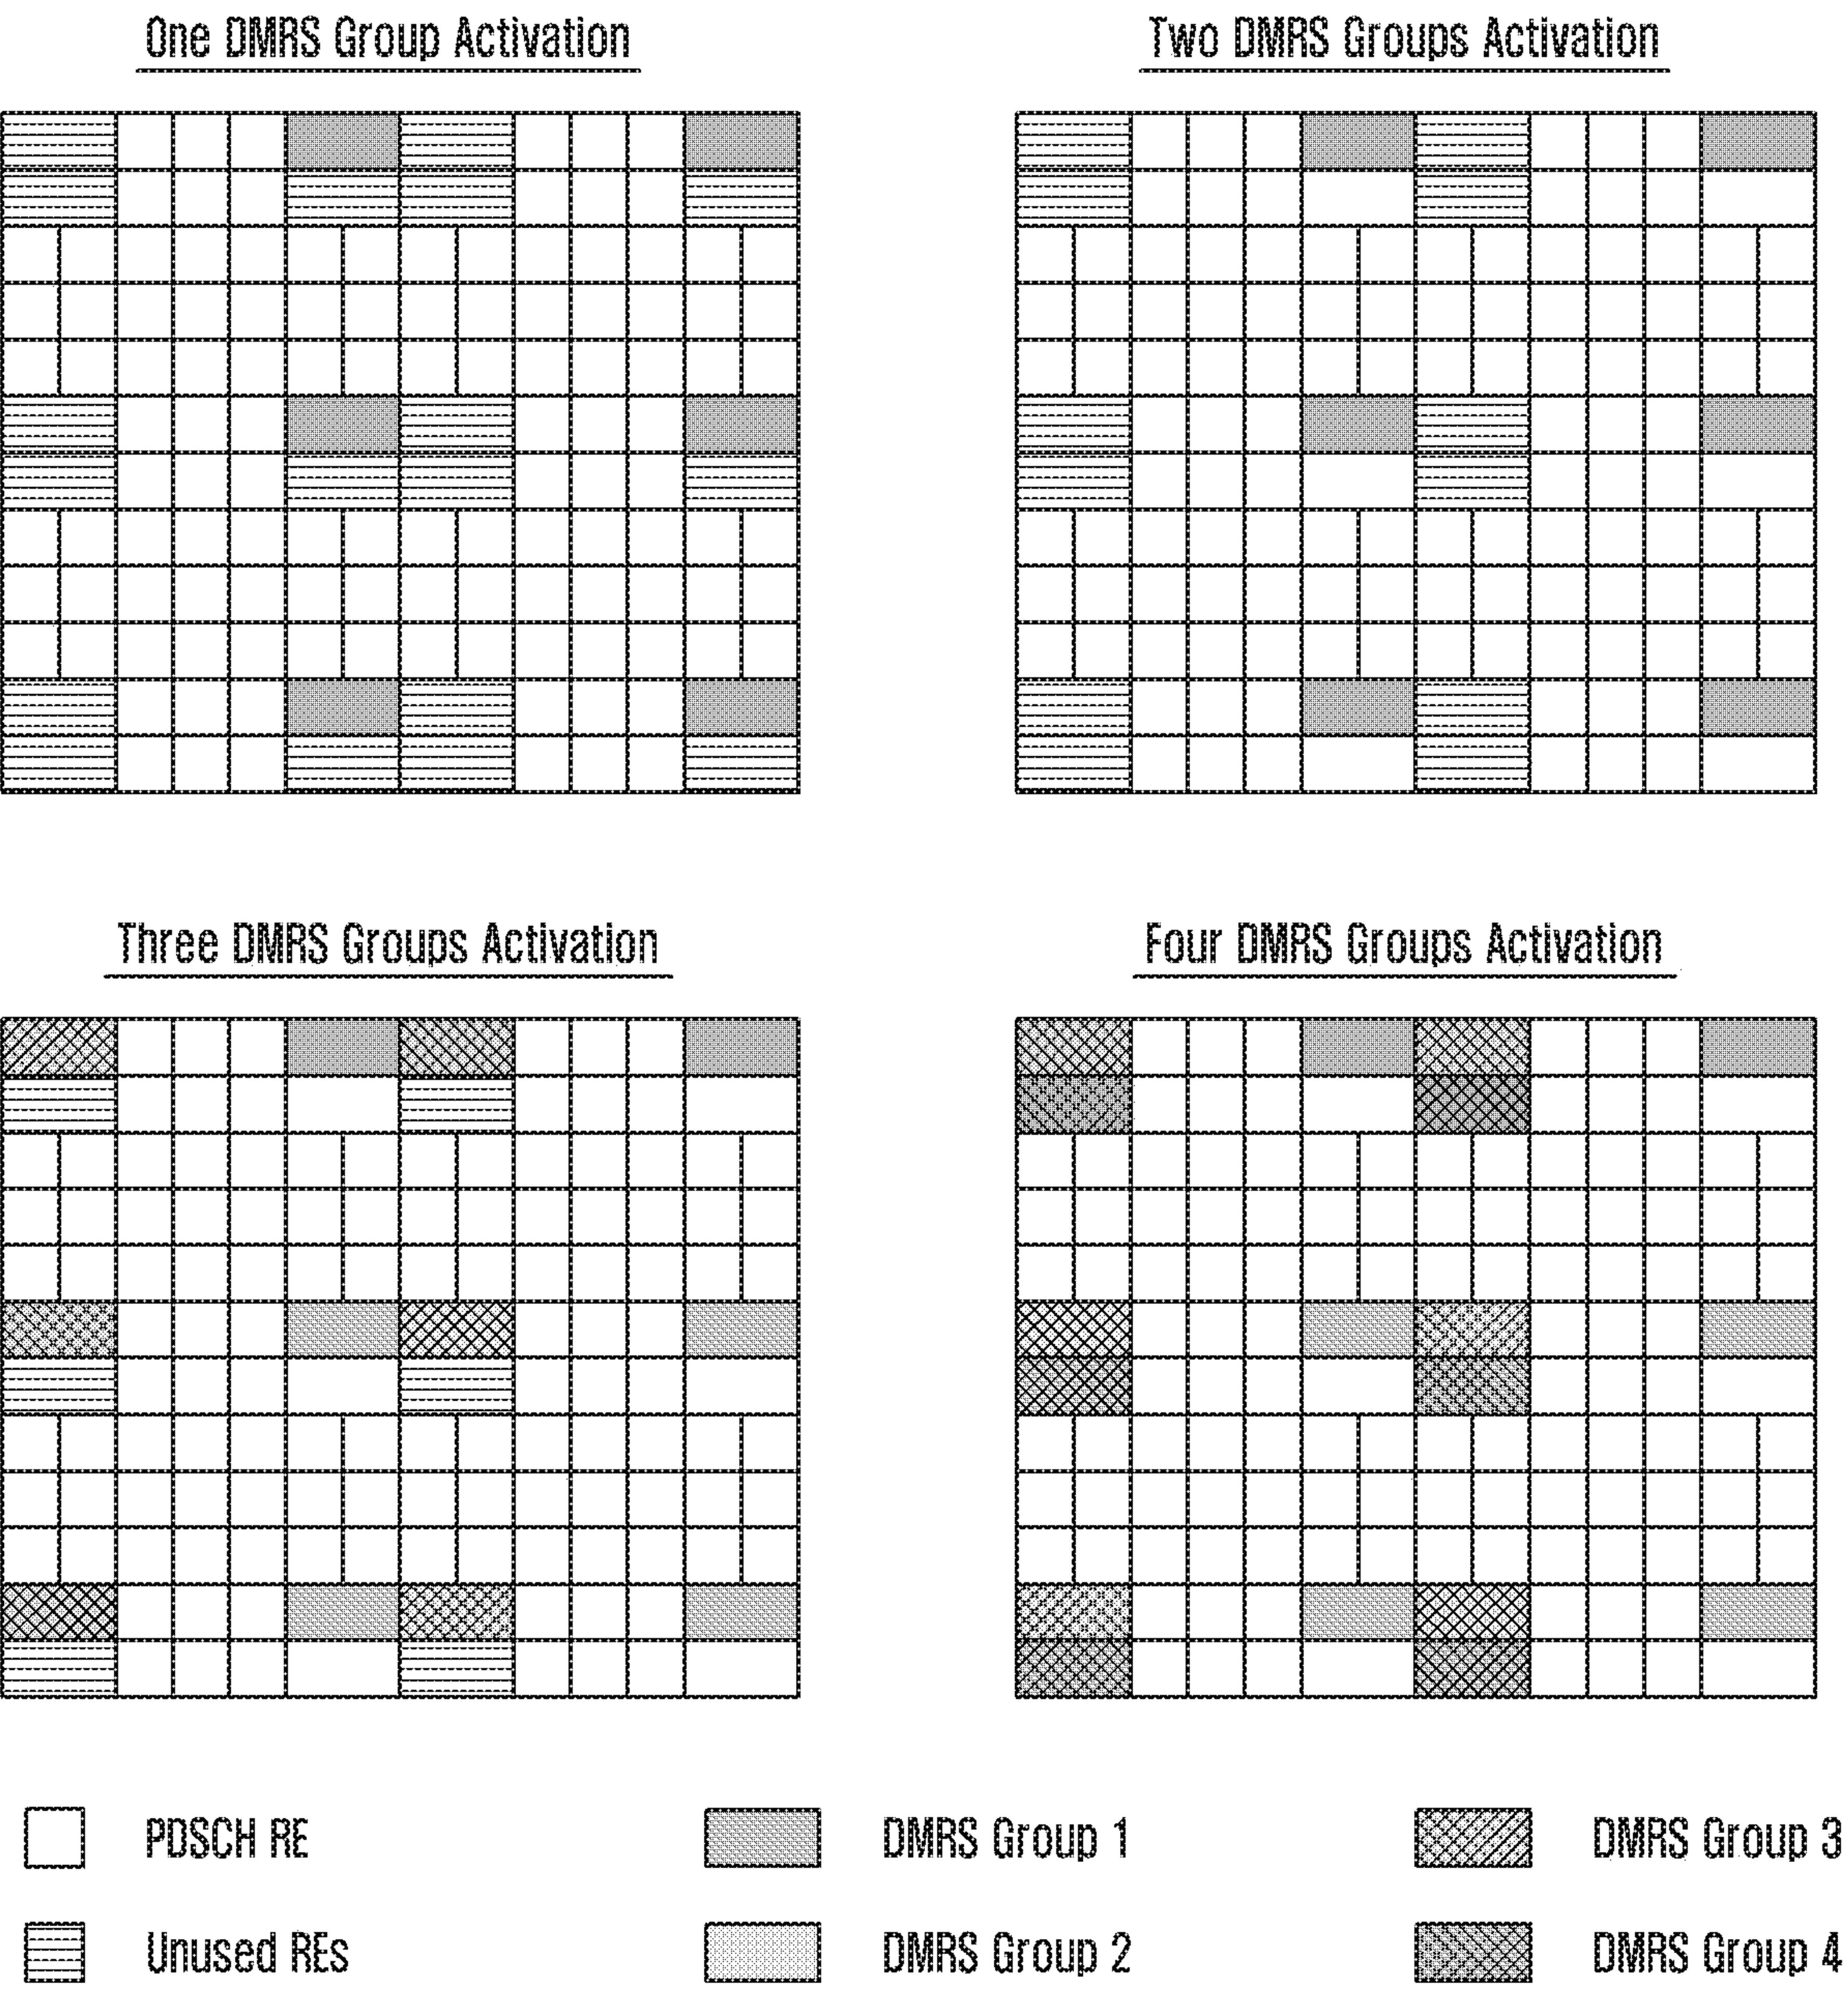 One DMRS Group Activation
Two DMRS Groups Activation
Three DMRS Groups Activation
Four DMRS Groups Activation
PDSCH RE
DMRS Group 1
DMRS Group 3
Unused REs
DMRS Group 2
DMRS Group 4